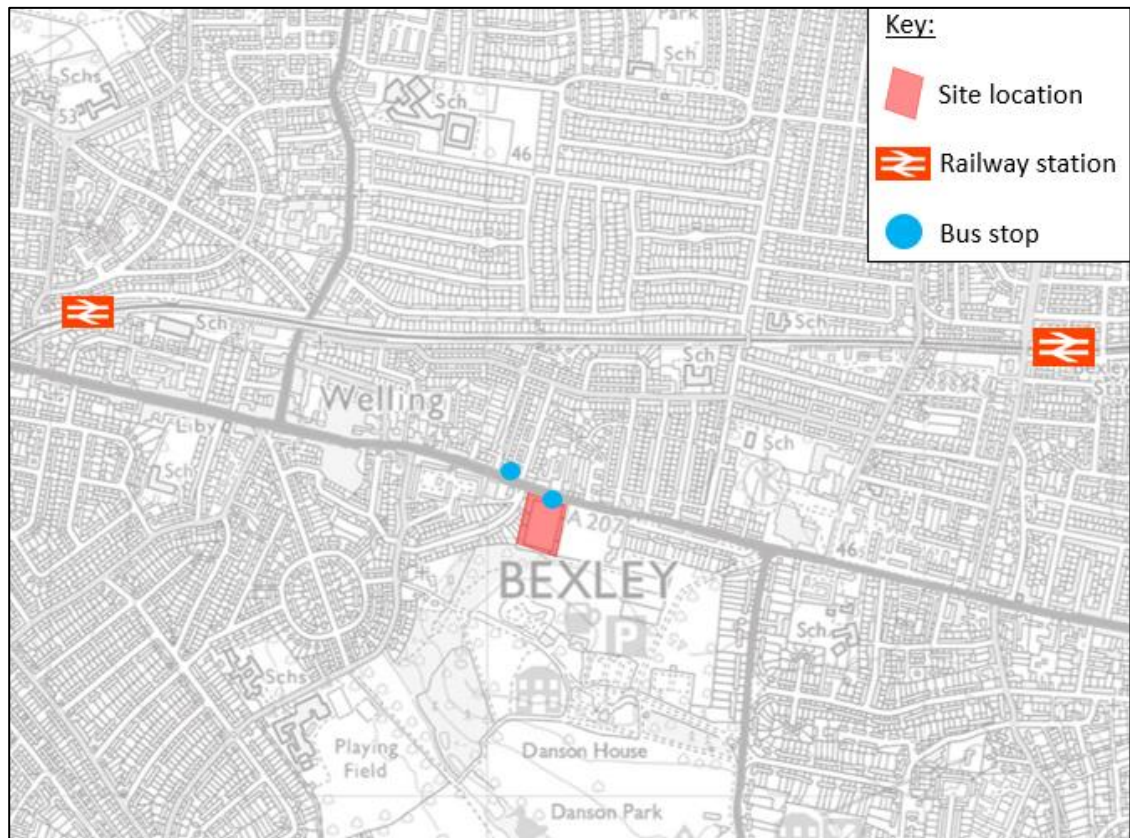 Key:
Site location
Railway station
Bus stop
Park
Sch
Schs
53
Sch
46
Sch
Sch
Sch
Welling
Liby
Sch
Sch
A 207
46
BEXLEY
P
Sch
Schs
Playing
Field
Danson House
Danson Park